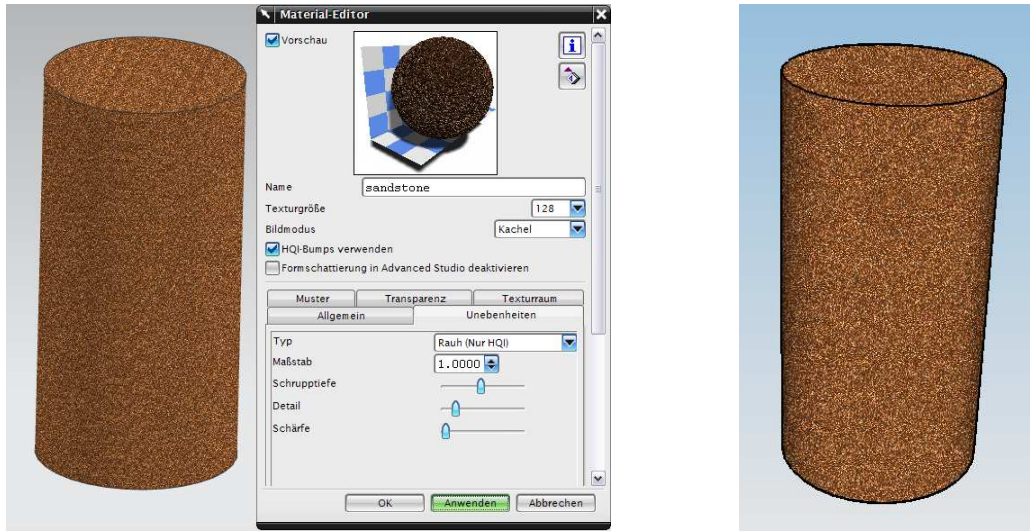 Material-Editor
Vorschau
Name sandstone
Texturgröße 128
Bildmodus Kachel
HQI-Bumps verwenden
Formschattierung in Advanced Studio deaktivieren
Muster Transparenz Texturraum
Allgemein Unebenheiten
Typ Rauh (Nur HQI)
Maßstab 1.0000
Schrupptiefe
Detail
Schärfe
OK Anwenden Abbrechen